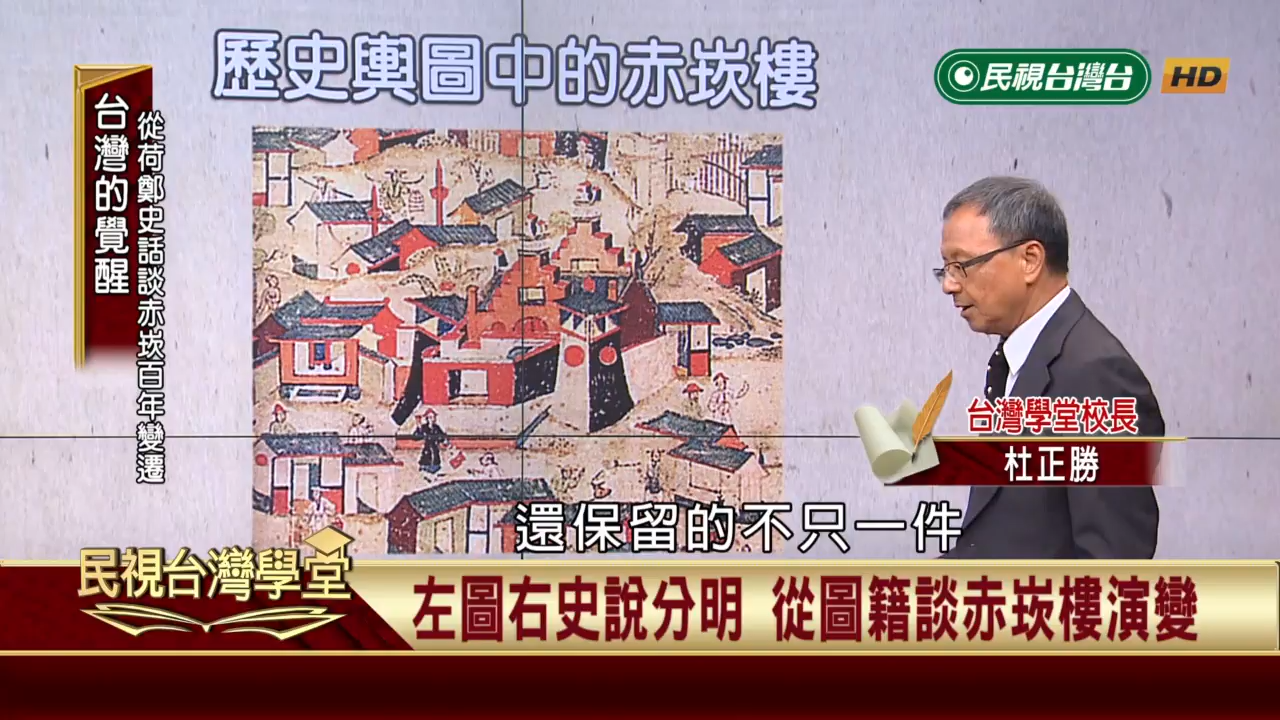 歷史輿圖中的赤崁樓
民視台灣台
HD
台灣的覺醒
從荷鄭史話談赤崁百年變遷
台灣學堂校長
杜正勝
還保留的不只一件
民視台灣學堂
左圖右史說分明 從圖籍談赤崁樓演變